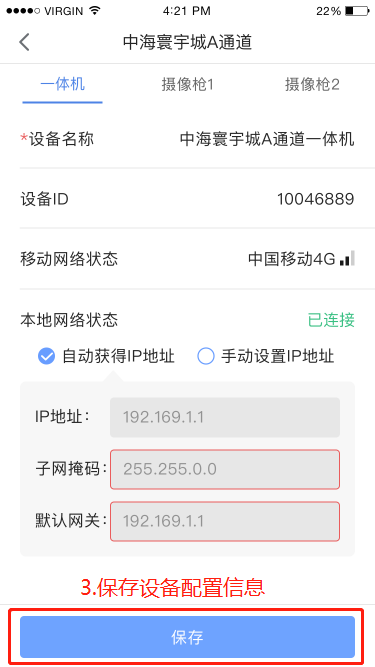 VIRGIN 4:21 PM 22%
中海寰宇城A通道
一体机 摄像枪1 摄像枪2
*设备名称 中海寰宇城A通道一体机
设备ID 10046889
移动网络状态 中国移动4G
本地网络状态 已连接
自动获得IP地址 手动设置IP地址
IP地址： 192.169.1.1
子网掩码： 255.255.0.0
默认网关： 192.169.1.1
3.保存设备配置信息
保存